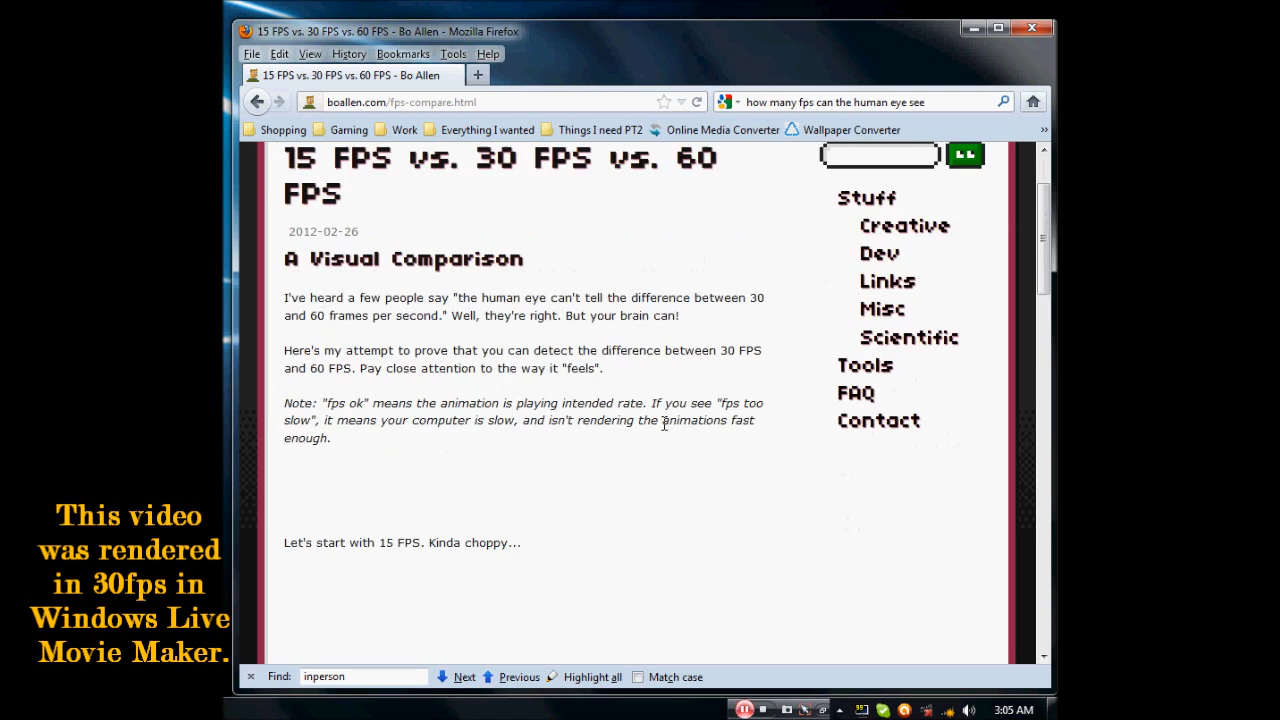 15 FPS vs. 30 FPS vs. 60 FPS - Bo Allen - Mozilla Firefox
File Edit View History Bookmarks Tools Help
15 FPS vs. 30 FPS vs. 60 FPS - Bo Allen
boallen.com/fps-compare.html
how many fps can the human eye see
Shopping Gaming Work Everything I wanted Things I need PT2 Online Media Converter Wallpaper Converter »
15 FPS vs. 30 FPS vs. 60
FPS
2012-02-26
A Visual Comparison
I've heard a few people say "the human eye can't tell the difference between 30
and 60 frames per second." Well, they're right. But your brain can!
Here's my attempt to prove that you can detect the difference between 30 FPS
and 60 FPS. Pay close attention to the way it "feels".
Note: "fps ok" means the animation is playing intended rate. If you see "fps too
slow", it means your computer is slow, and isn't rendering the animations fast
enough.
Let's start with 15 FPS. Kinda choppy...
Stuff
Creative
Dev
Links
Misc
Scientific
Tools
FAQ
Contact
This video
was rendered
in 30fps in
Windows Live
Movie Maker.
Find: inperson Next Previous Highlight all Match case
3:05 AM